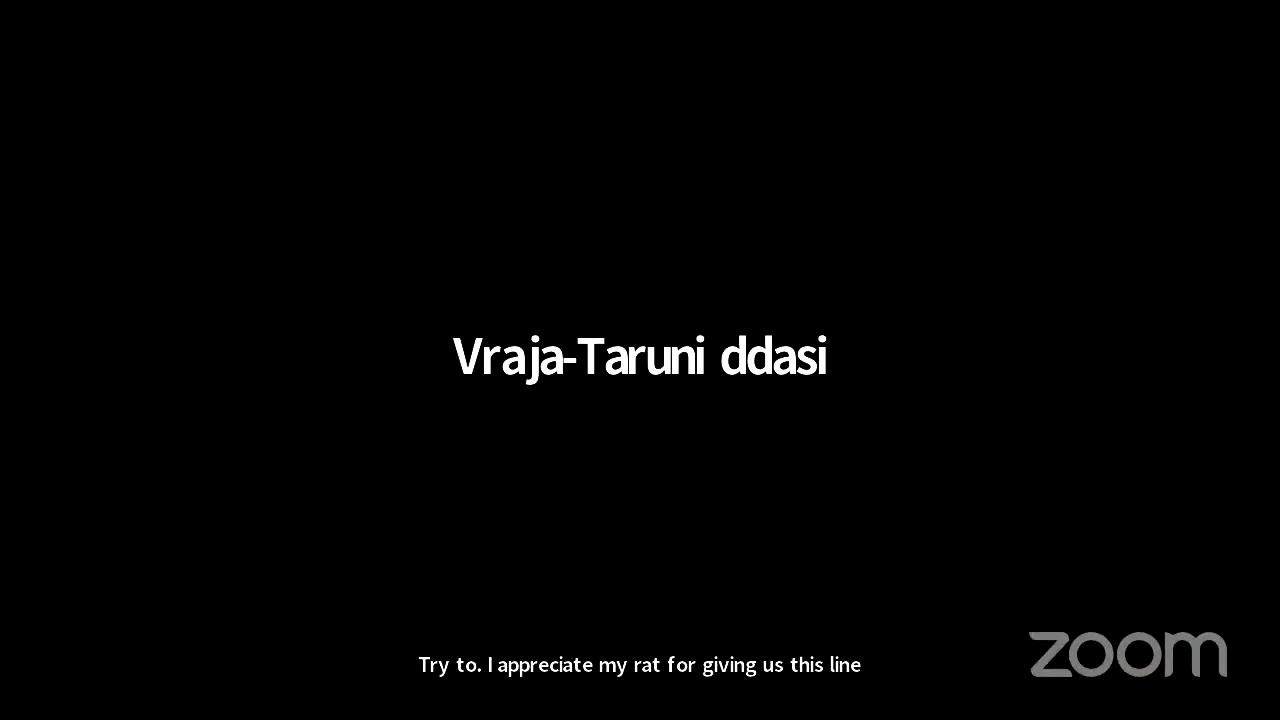 Vraja-Taruni ddasi
Try to. I appreciate my rat for giving us this line
zoom